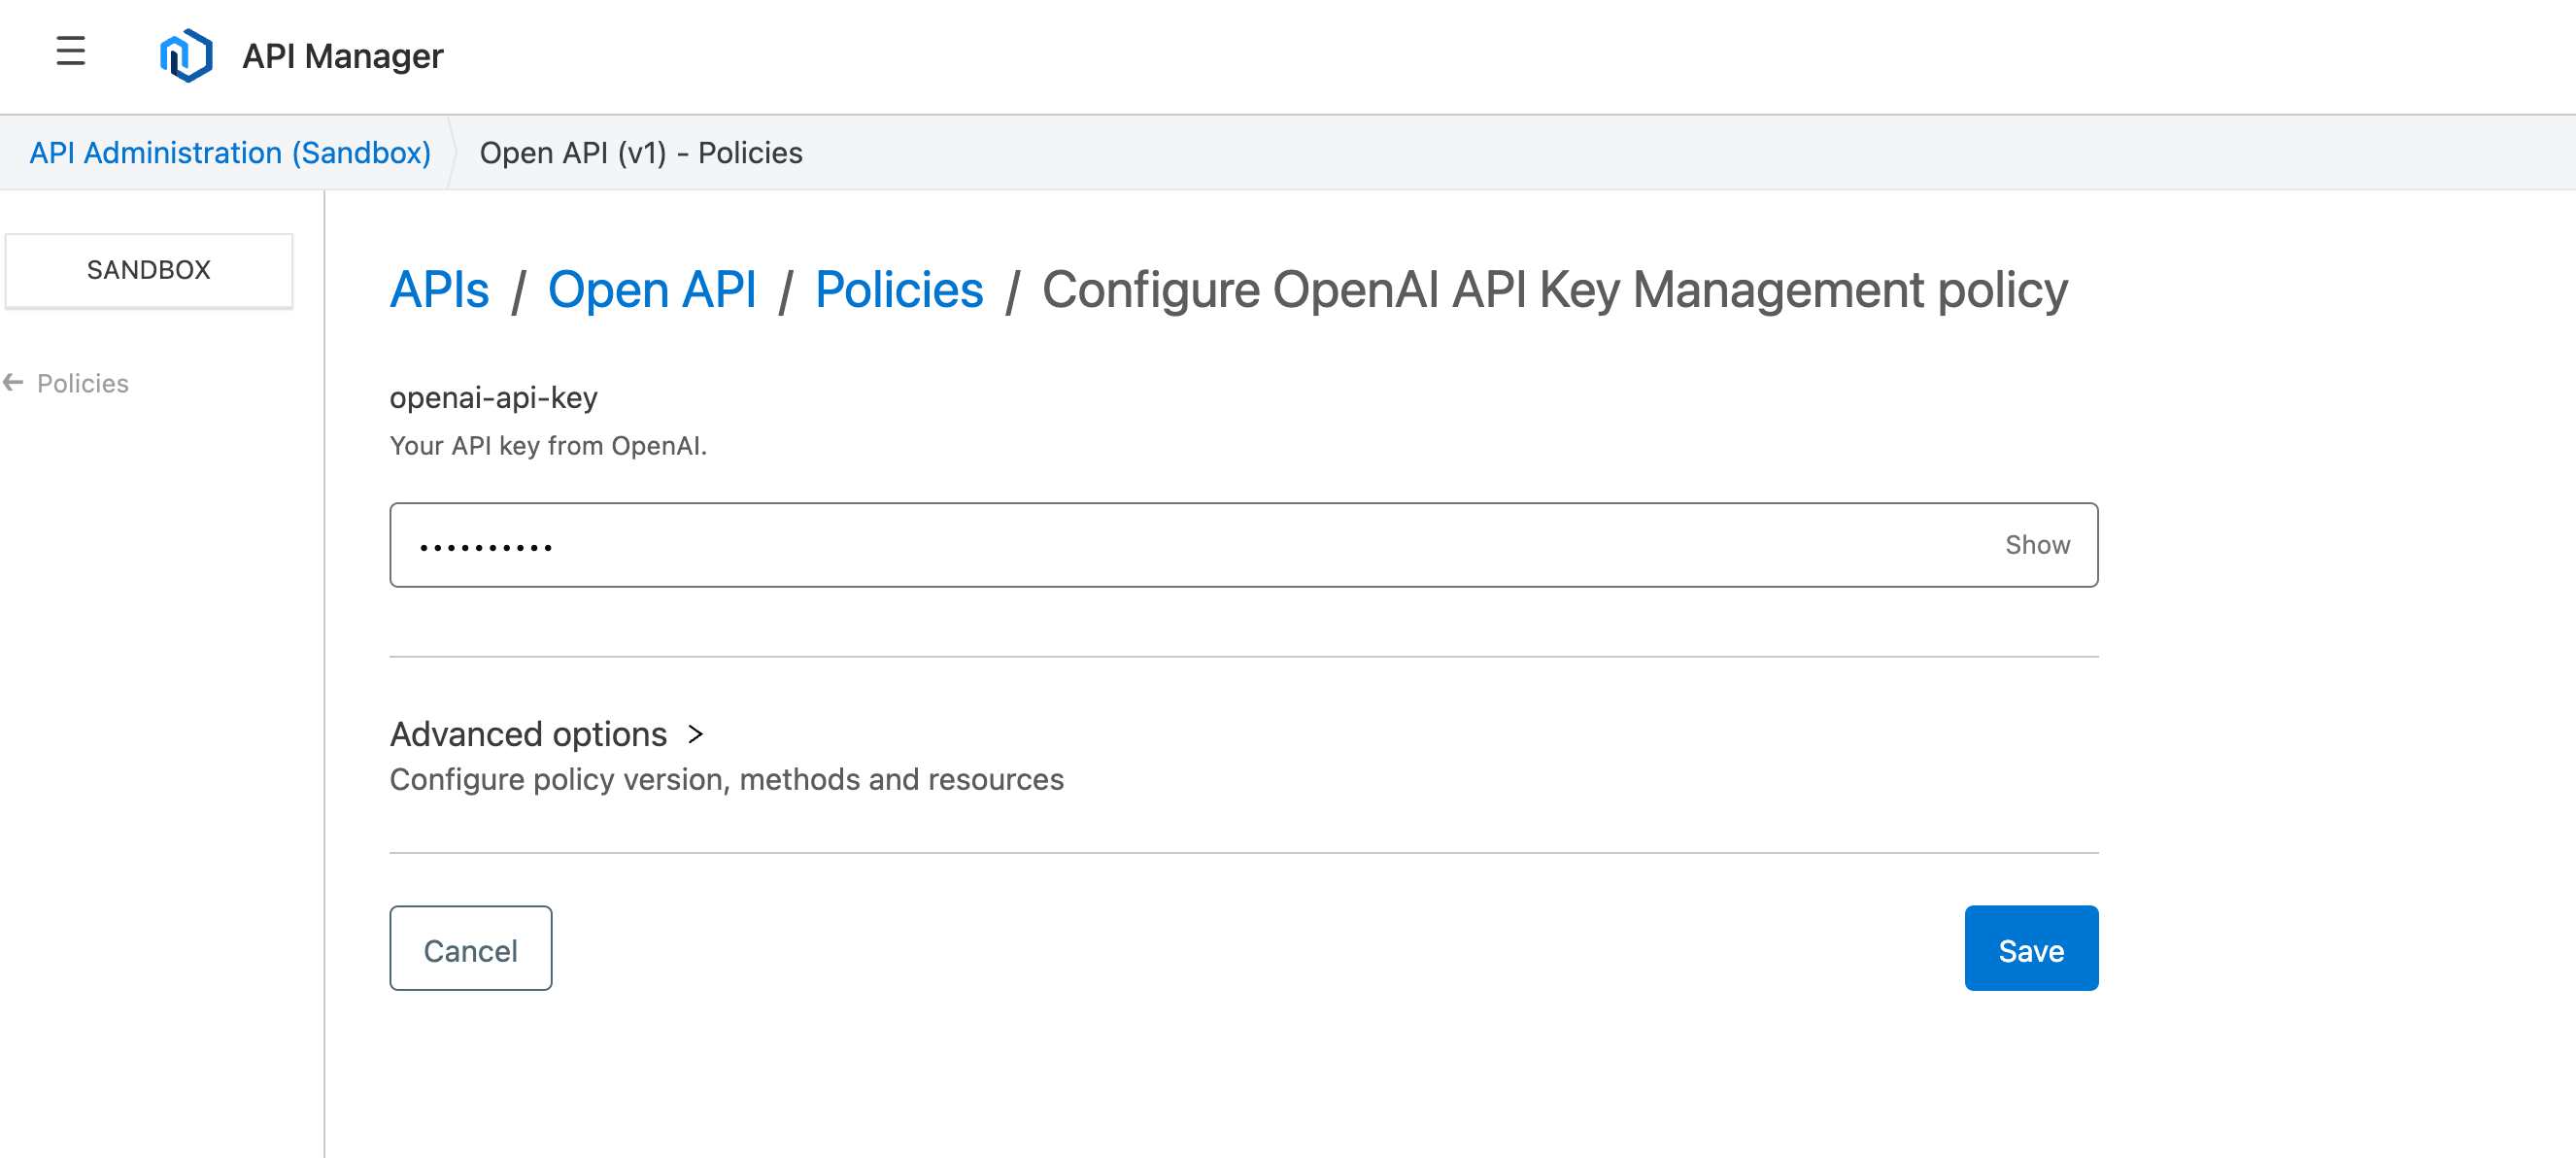 API Manager
API Administration (Sandbox) Open API (v1) - Policies
SANDBOX
Policies
APIs / Open API / Policies / Configure OpenAI API Key Management policy
openai-api-key
Your API key from OpenAI.
•••••••••• Show
Advanced options >
Configure policy version, methods and resources
Cancel Save